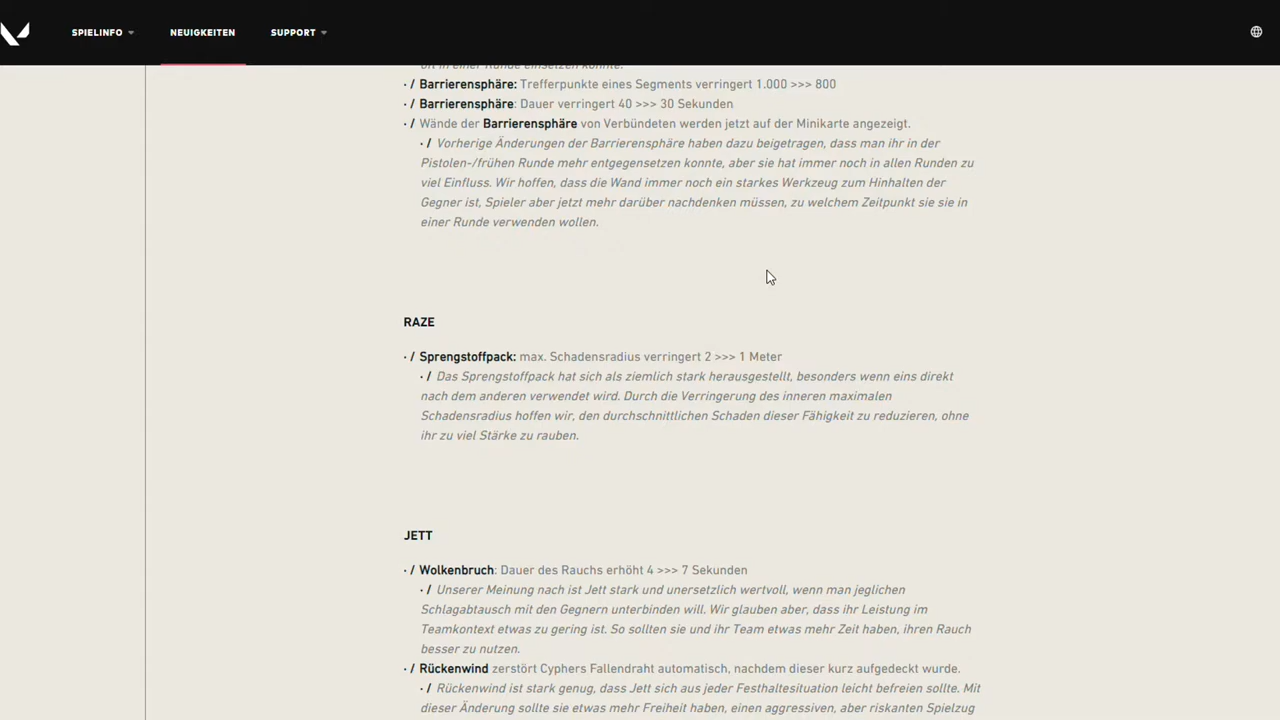 SPIELINFO NEUIGKEITEN SUPPORT
oft in einer Runde einsetzen konnte.
· / Barrierensphäre: Trefferpunkte eines Segments verringert 1.000 >>> 800
· / Barrierensphäre: Dauer verringert 40 >>> 30 Sekunden
· / Wände der Barrierensphäre von Verbündeten werden jetzt auf der Minikarte angezeigt.
· / Vorherige Änderungen der Barrierensphäre haben dazu beigetragen, dass man ihr in der
Pistolen-/frühen Runde mehr entgegensetzen konnte, aber sie hat immer noch in allen Runden zu
viel Einfluss. Wir hoffen, dass die Wand immer noch ein starkes Werkzeug zum Hinhalten der
Gegner ist, Spieler aber jetzt mehr darüber nachdenken müssen, zu welchem Zeitpunkt sie sie in
einer Runde verwenden wollen.
RAZE
· / Sprengstoffpack: max. Schadensradius verringert 2 >>> 1 Meter
· / Das Sprengstoffpack hat sich als ziemlich stark herausgestellt, besonders wenn eins direkt
nach dem anderen verwendet wird. Durch die Verringerung des inneren maximalen
Schadensradius hoffen wir, den durchschnittlichen Schaden dieser Fähigkeit zu reduzieren, ohne
ihr zu viel Stärke zu rauben.
JETT
· / Wolkenbruch: Dauer des Rauchs erhöht 4 >>> 7 Sekunden
· / Unserer Meinung nach ist Jett stark und unersetzlich wertvoll, wenn man jeglichen
Schlagabtausch mit den Gegnern unterbinden will. Wir glauben aber, dass ihr Leistung im
Teamkontext etwas zu gering ist. So sollten sie und ihr Team etwas mehr Zeit haben, ihren Rauch
besser zu nutzen.
· / Rückenwind zerstört Cyphers Fallendraht automatisch, nachdem dieser kurz aufgedeckt wurde.
· / Rückenwind ist stark genug, dass Jett sich aus jeder Festhaltesituation leicht befreien sollte. Mit
dieser Änderung sollte sie etwas mehr Freiheit haben, einen aggressiven, aber riskanten Spielzug